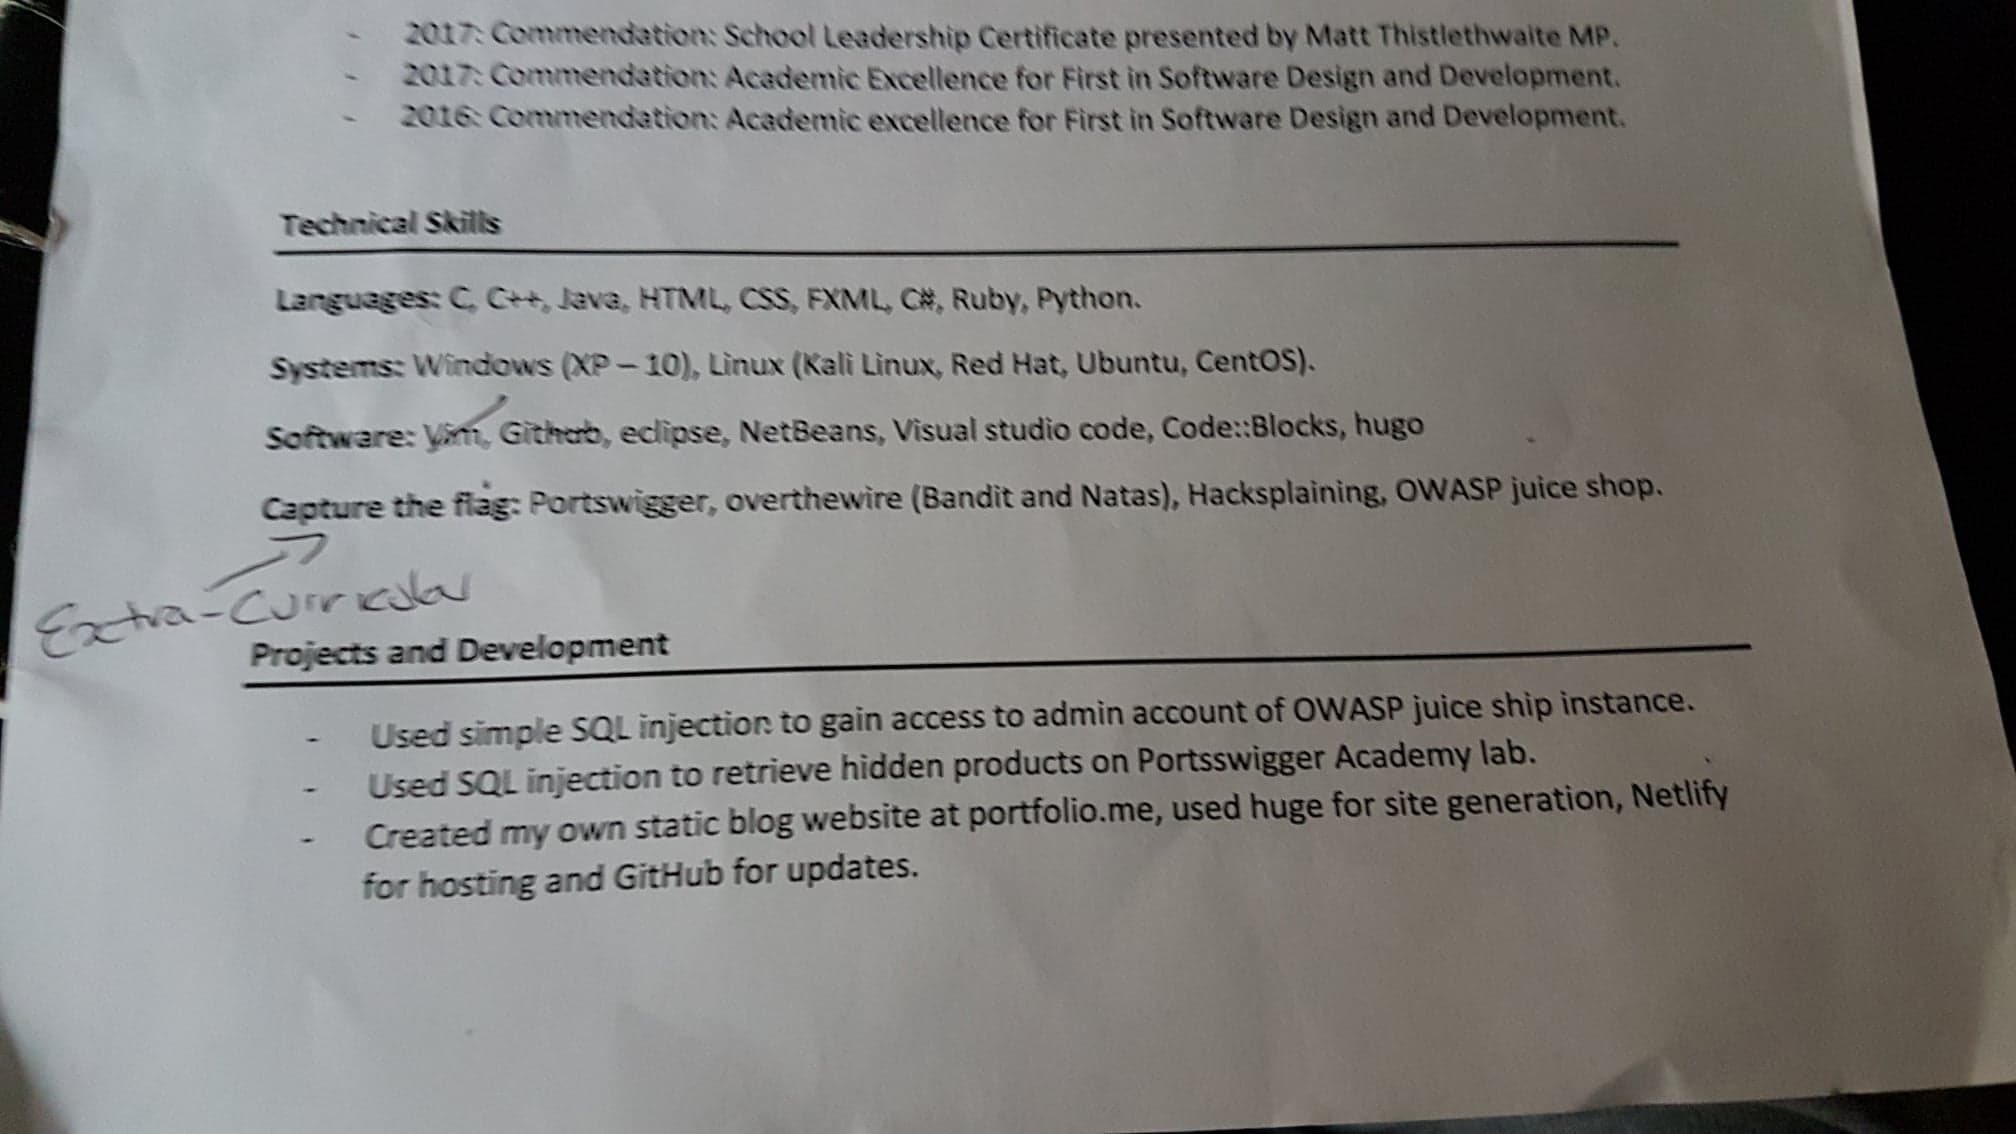 - 2017: Commendation: School Leadership Certificate presented by Matt Thistlethwaite MP.
- 2017: Commendation: Academic Excellence for First in Software Design and Development.
- 2016: Commendation: Academic excellence for First in Software Design and Development.
Technical Skills
Languages: C, C++, Java, HTML, CSS, FXML, C#, Ruby, Python.
Systems: Windows (XP – 10), Linux (Kali Linux, Red Hat, Ubuntu, CentOS).
Software: Vim, Github, eclipse, NetBeans, Visual studio code, Code::Blocks, hugo
Capture the flag: Portswigger, overthewire (Bandit and Natas), Hacksplaining, OWASP juice shop.
Extra-Curricular
Projects and Development
- Used simple SQL injection to gain access to admin account of OWASP juice ship instance.
- Used SQL injection to retrieve hidden products on Portsswigger Academy lab.
- Created my own static blog website at portfolio.me, used huge for site generation, Netlify
for hosting and GitHub for updates.